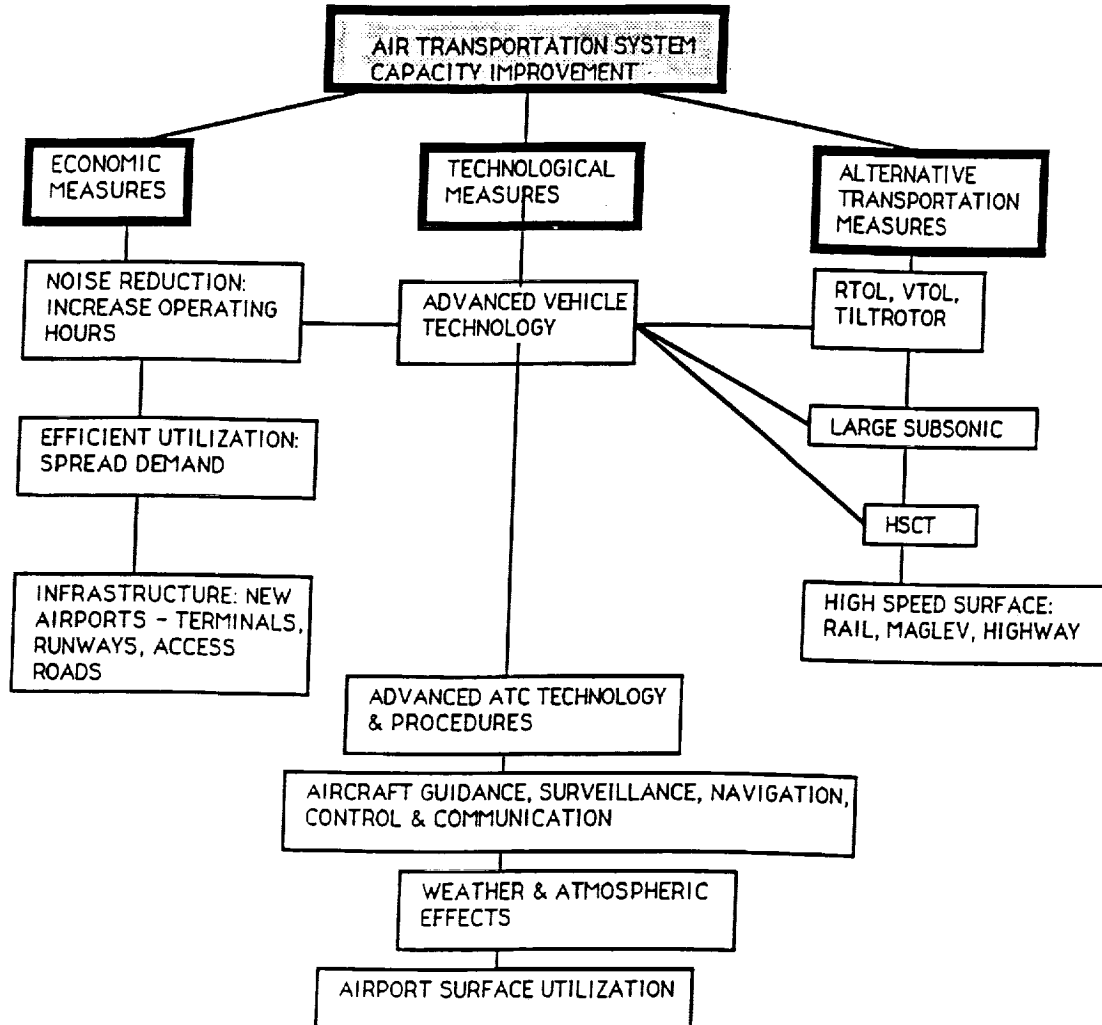 AIR TRANSPORTATION SYSTEM
CAPACITY IMPROVEMENT
ECONOMIC
MEASURES
TECHNOLOGICAL
MEASURES
ALTERNATIVE
TRANSPORTATION
MEASURES
NOISE REDUCTION:
INCREASE OPERATING
HOURS
ADVANCED VEHICLE
TECHNOLOGY
RTOL, VTOL,
TILTROTOR
EFFICIENT UTILIZATION:
SPREAD DEMAND
LARGE SUBSONIC
HSCT
INFRASTRUCTURE: NEW
AIRPORTS - TERMINALS,
RUNWAYS, ACCESS
ROADS
HIGH SPEED SURFACE:
RAIL, MAGLEV, HIGHWAY
ADVANCED ATC TECHNOLOGY
& PROCEDURES
AIRCRAFT GUIDANCE, SURVEILLANCE, NAVIGATION,
CONTROL & COMMUNICATION
WEATHER & ATMOSPHERIC
EFFECTS
AIRPORT SURFACE UTILIZATION